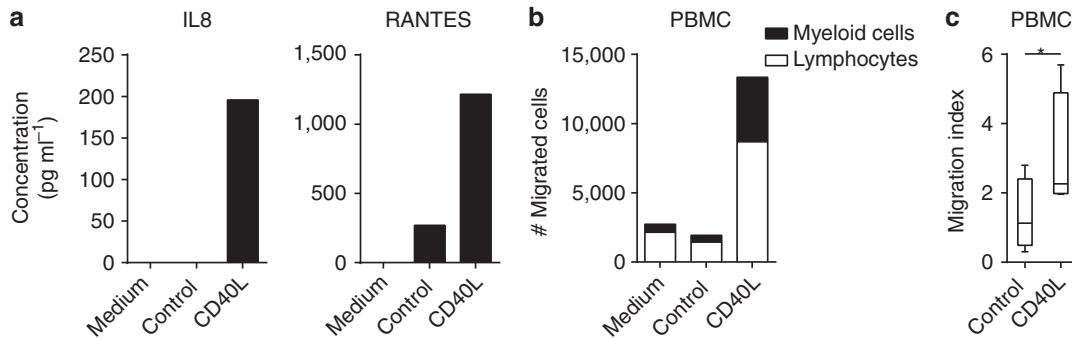 a
IL8
Concentration
(pg ml⁻¹)
250
200
150
100
50
0
Medium
Control
CD40L
RANTES
1,500
1,000
500
0
Medium
Control
CD40L
b
PBMC
Myeloid cells
Lymphocytes
# Migrated cells
15,000
10,000
5,000
0
Medium
Control
CD40L
c
PBMC
*
Migration index
6
4
2
0
Control
CD40L